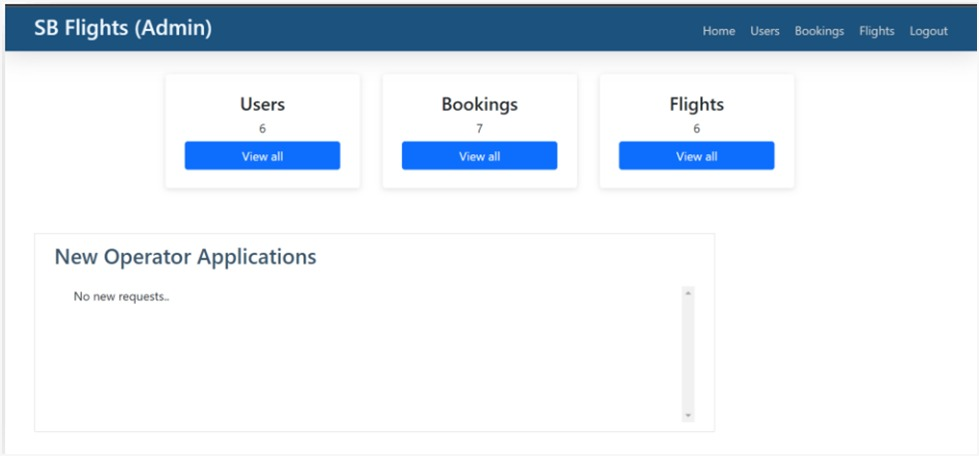 SB Flights (Admin)
Home Users Bookings Flights Logout
Users
6
View all
Bookings
7
View all
Flights
6
View all
New Operator Applications
No new requests..